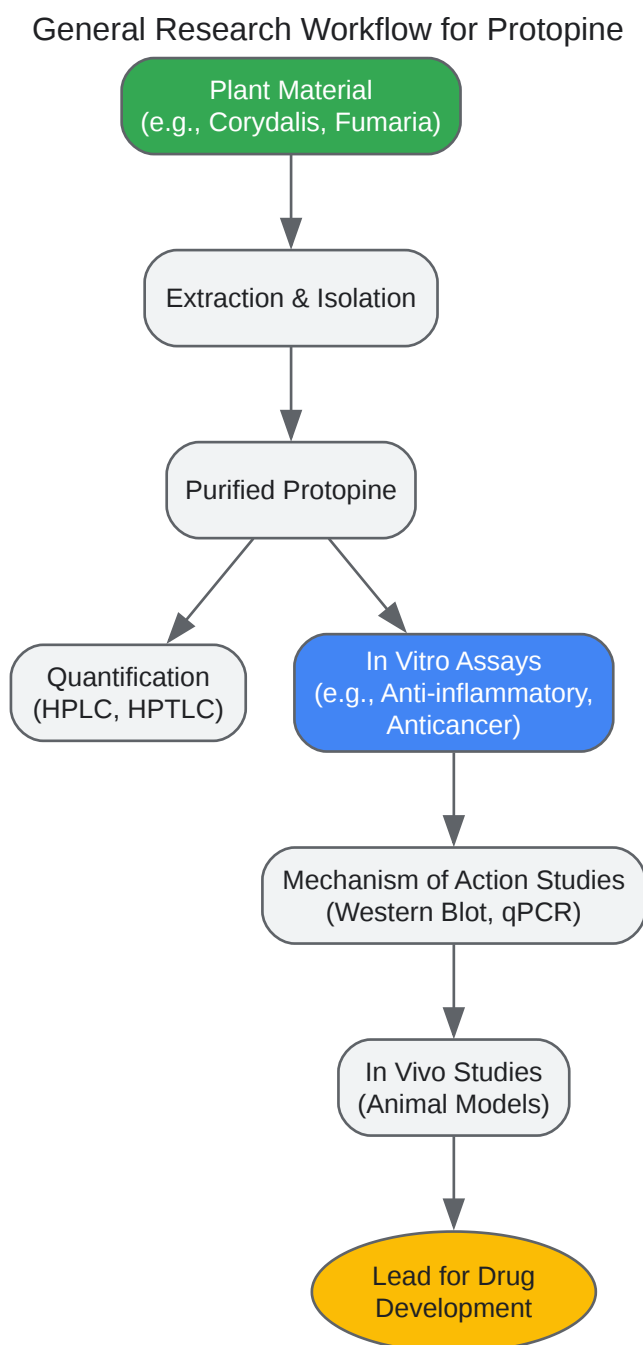 General Research Workflow for Protopine
Plant Material
(e.g., Corydalis, Fumaria)
Extraction & Isolation
Purified Protopine
Quantification
(HPLC, HPTLC)
In Vitro Assays
(e.g., Anti-inflammatory,
Anticancer)
Mechanism of Action Studies
(Western Blot, qPCR)
In Vivo Studies
(Animal Models)
Lead for Drug
Development